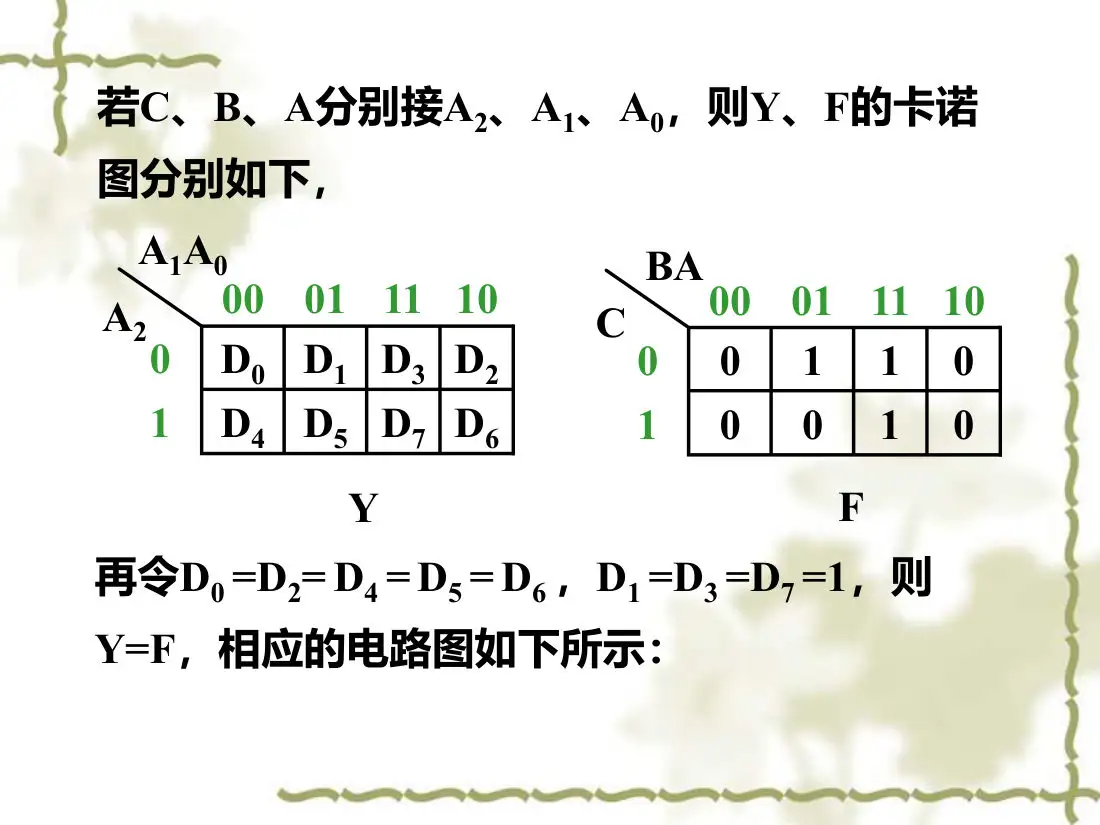 若C、B、A分别接A₂、A₁、A₀，则Y、F的卡诺
图分别如下，
A₁A₀
A₂
00 01 11 10
0 D₀ D₁ D₃ D₂
1 D₄ D₅ D₇ D₆
Y
BA
C
00 01 11 10
0 0 1 1 0
1 0 0 1 0
F
再令D₀ =D₂= D₄ = D₅ = D₆ ，D₁ =D₃ =D₇ =1，则
Y=F，相应的电路图如下所示：